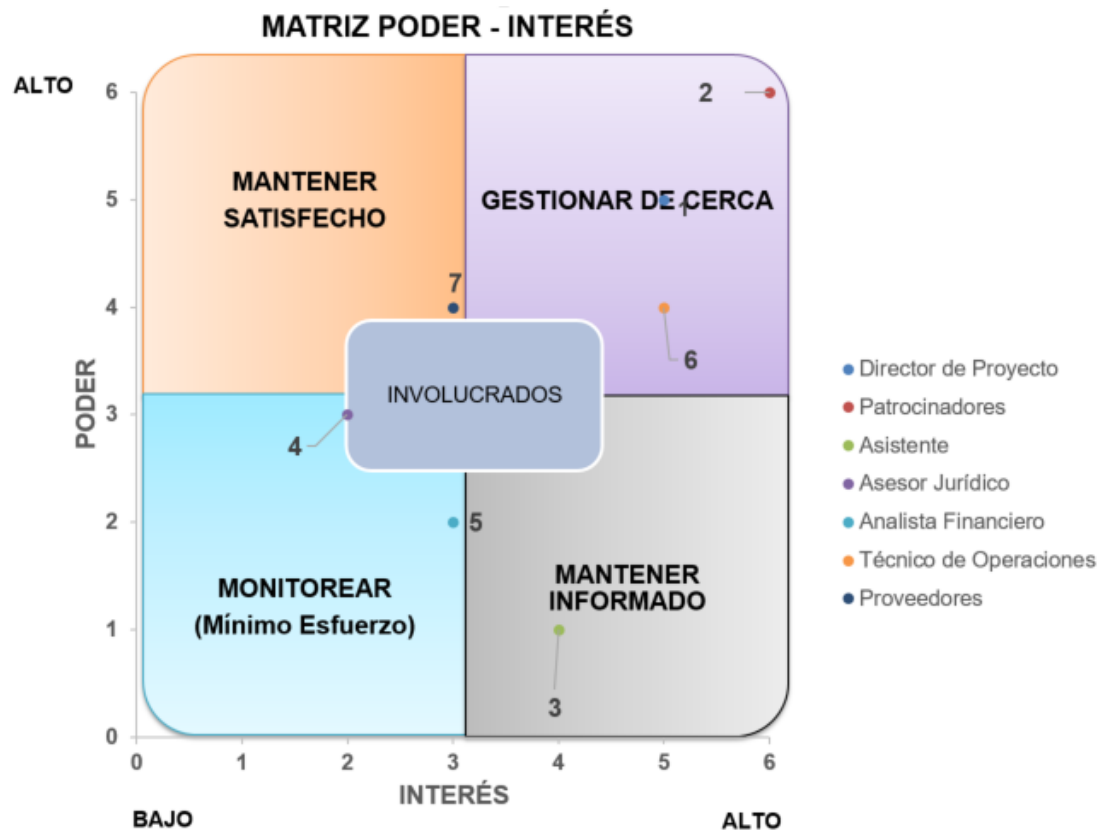 MATRIZ PODER - INTERÉS
ALTO
6
5
4
3
2
1
0
PODER
MANTENER
SATISFECHO
GESTIONAR DE CERCA
2
1
7
6
INVOLUCRADOS
4
5
MONITOREAR
(Mínimo Esfuerzo)
MANTENER
INFORMADO
3
0 1 2 3 4 5 6
INTERÉS
BAJO
ALTO
Director de Proyecto
Patrocinadores
Asistente
Asesor Jurídico
Analista Financiero
Técnico de Operaciones
Proveedores